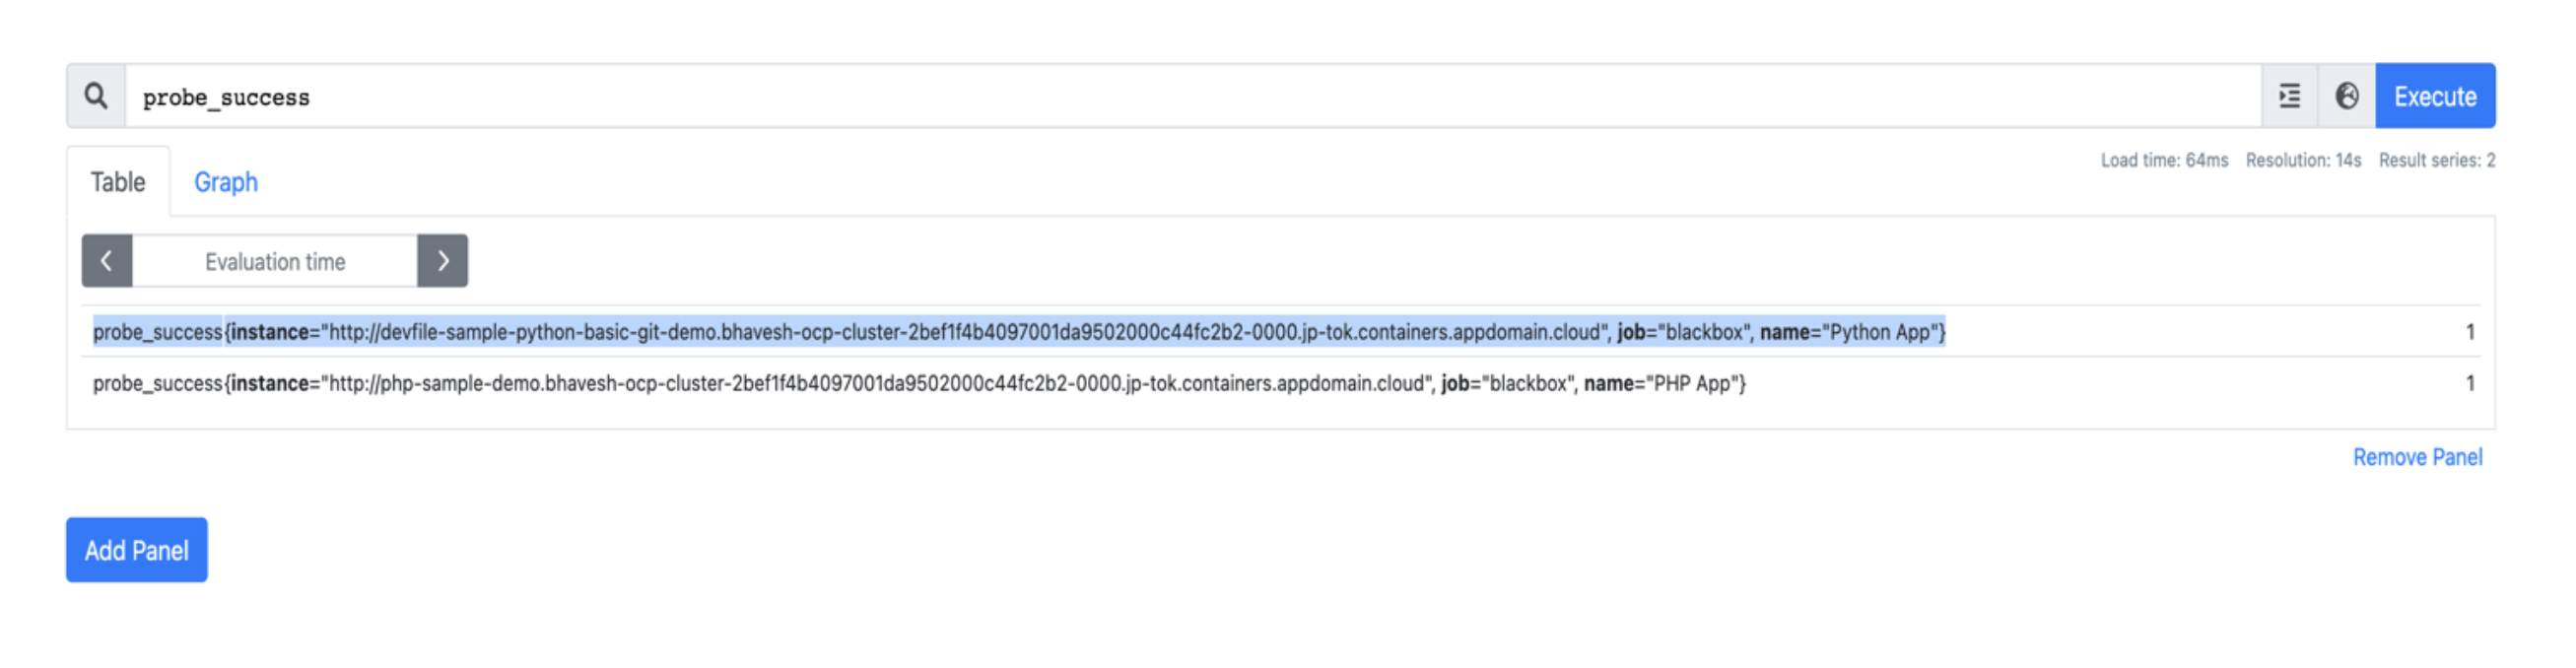 probe_success
Execute
Load time: 64ms Resolution: 14s Result series: 2
Table Graph
Evaluation time
probe_success{instance="http://devfile-sample-python-basic-git-demo.bhavesh-ocp-cluster-2bef1f4b4097001da9502000c44fc2b2-0000.jp-tok.containers.appdomain.cloud", job="blackbox", name="Python App"} 1
probe_success{instance="http://php-sample-demo.bhavesh-ocp-cluster-2bef1f4b4097001da9502000c44fc2b2-0000.jp-tok.containers.appdomain.cloud", job="blackbox", name="PHP App"} 1
Remove Panel
Add Panel